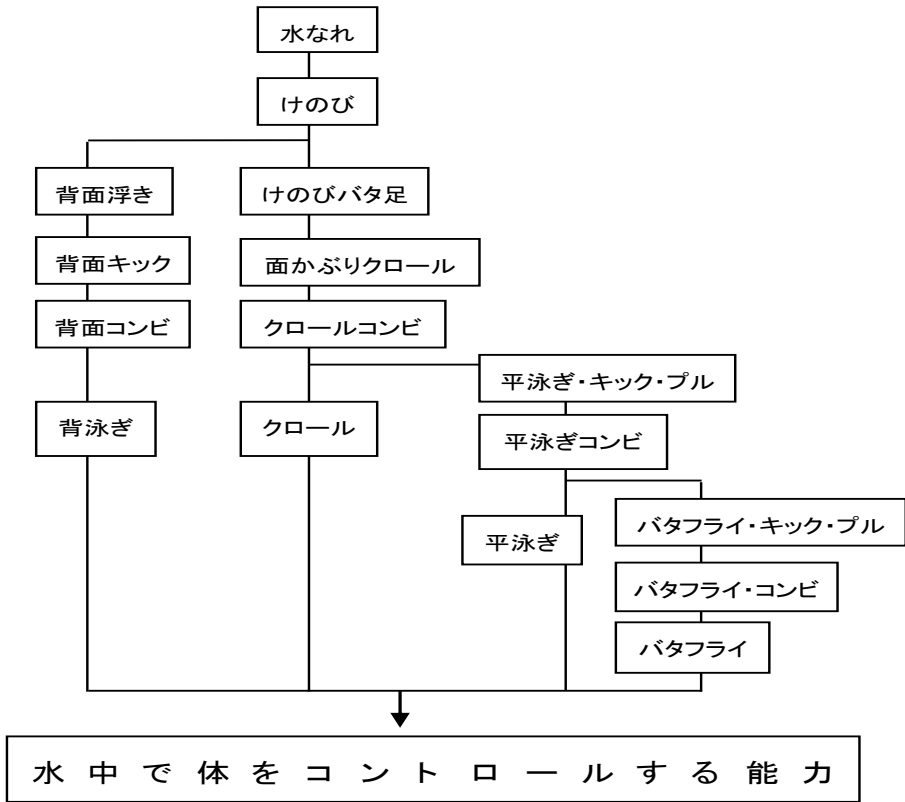 水なれ
けのび
背面浮き
けのびバタ足
背面キック
面かぶりクロール
背面コンビ
クロールコンビ
平泳ぎ・キック・プル
背泳ぎ
クロール
平泳ぎコンビ
平泳ぎ
バタフライ・キック・プル
バタフライ・コンビ
バタフライ
水中で体をコントロールする能力